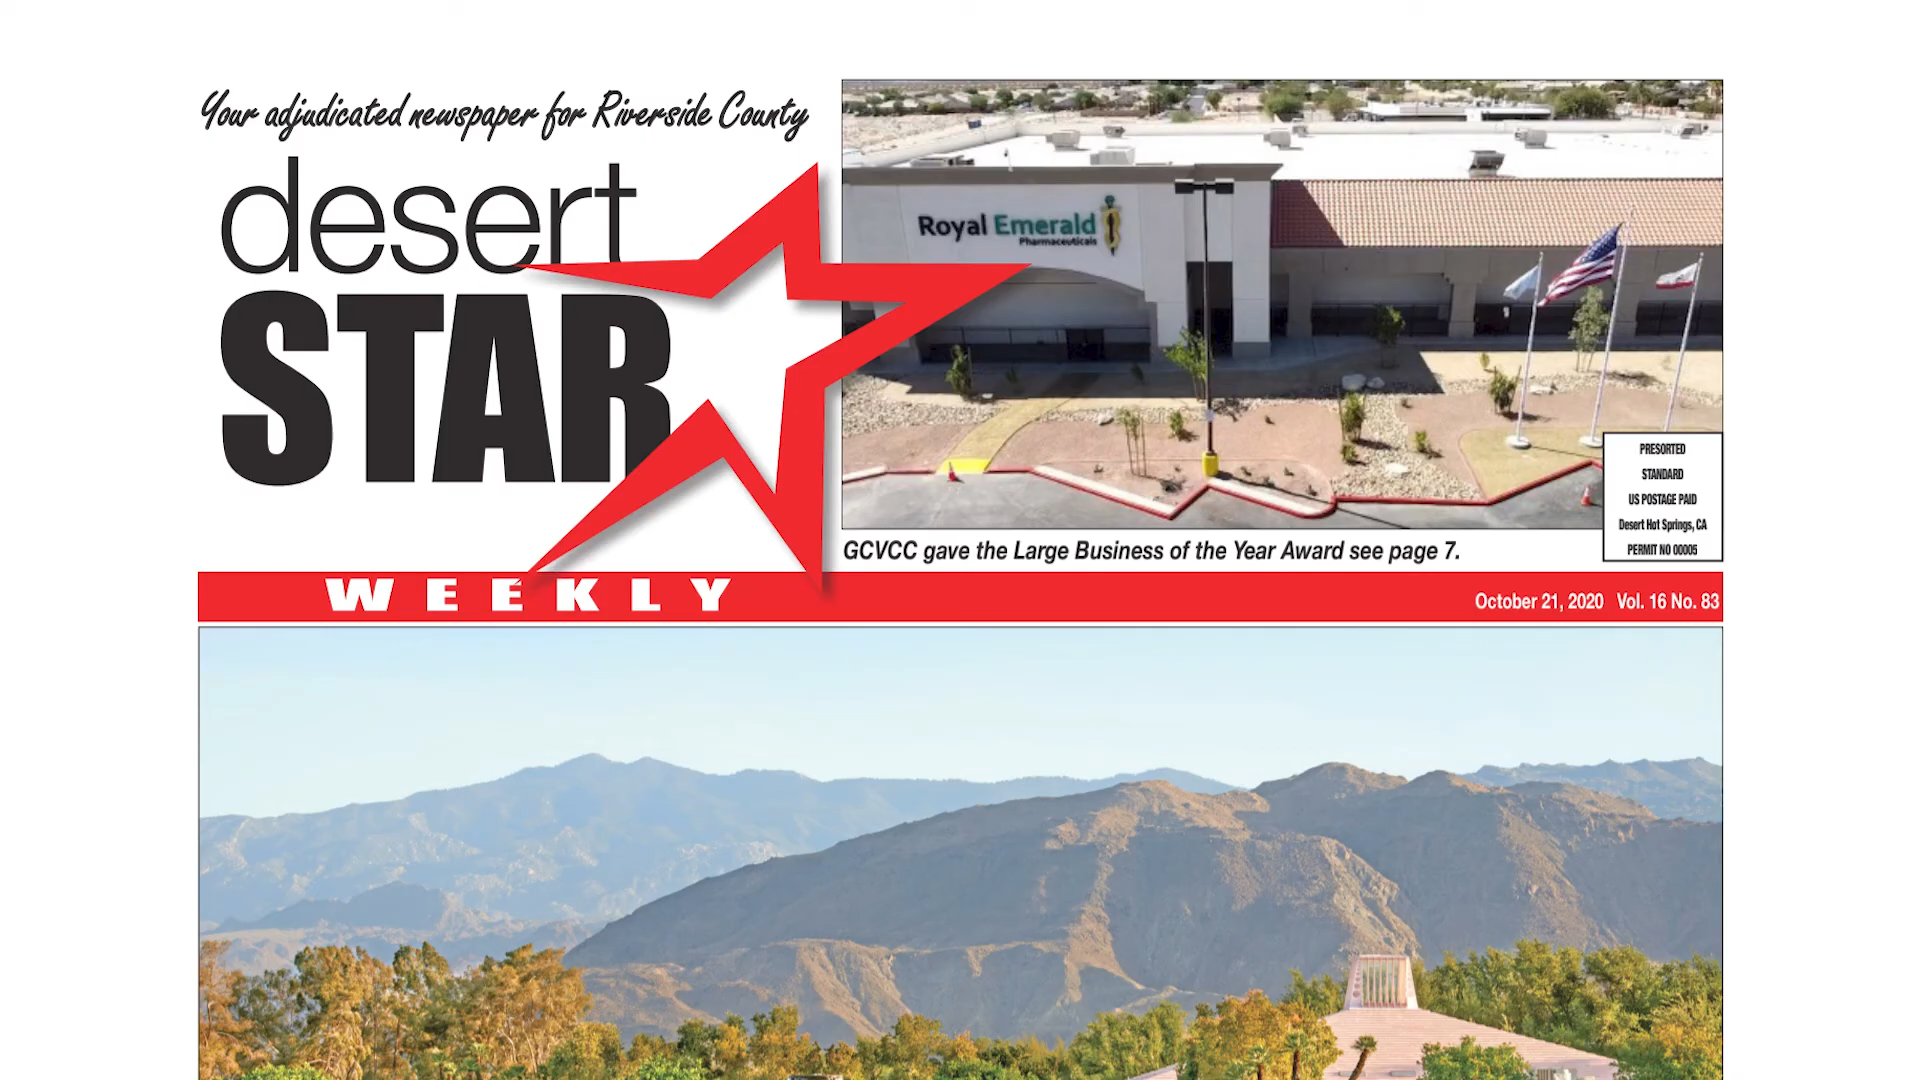 Your adjudicated newspaper for Riverside County
desert
STAR
WEEKLY
Royal Emerald
Pharmaceuticals
PRESORTED
STANDARD
US POSTAGE PAID
Desert Hot Springs, CA
PERMIT NO 00005
GCVCC gave the Large Business of the Year Award see page 7.
October 21, 2020 Vol. 16 No. 83